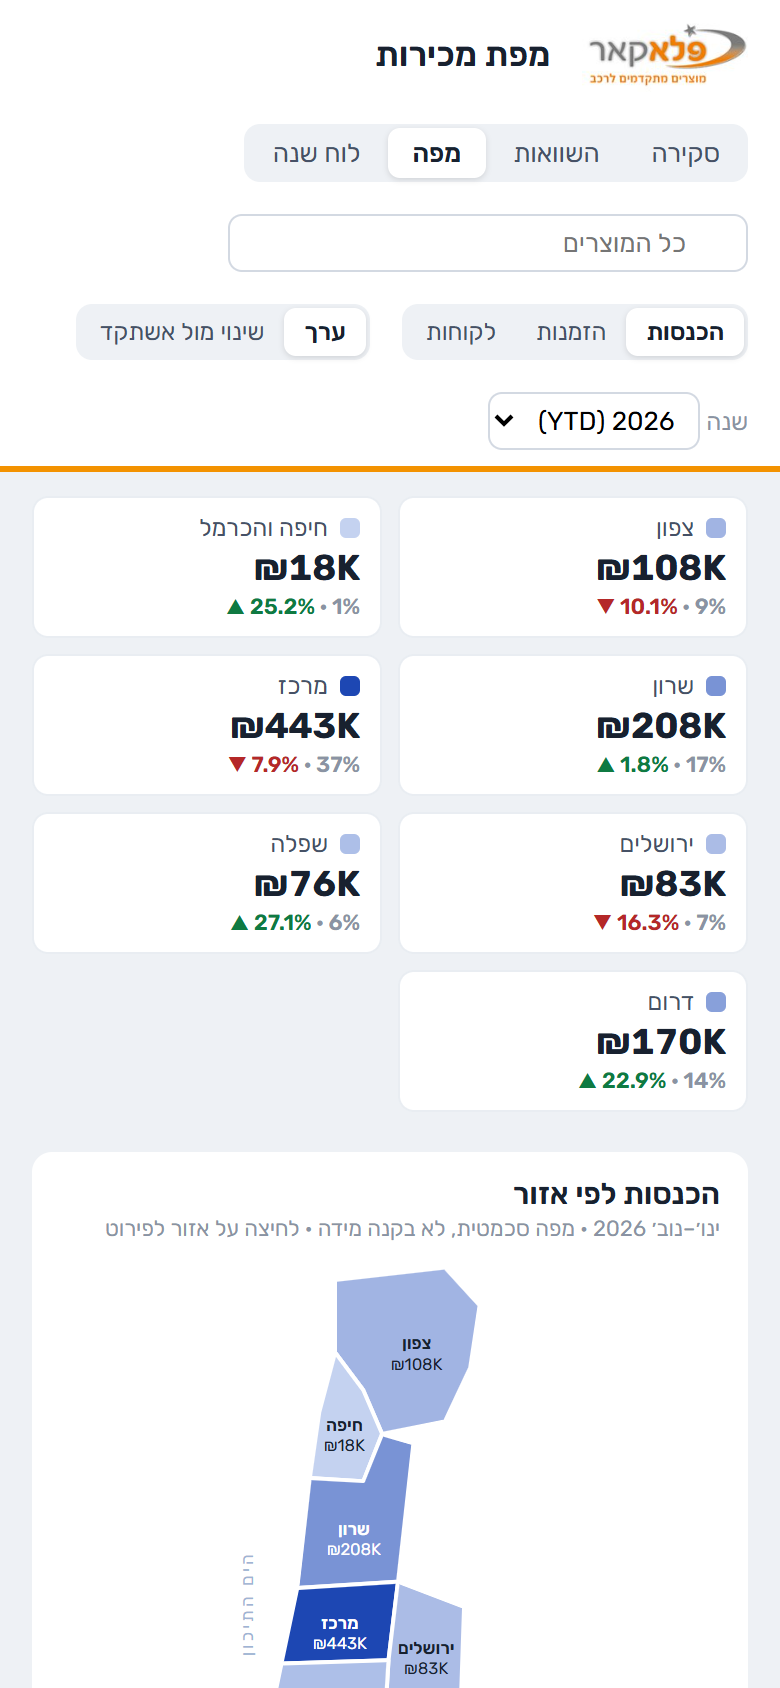 פלאקאר
מוצרים מתקדמים לרכב
מפת מכירות
סקירה השוואות מפה לוח שנה
כל המוצרים
הכנסות הזמנות לקוחות
ערך שינוי מול אשתקד
שנה 2026 (YTD)
צפון
₪108K
9% • 10.1% ▼
חיפה והכרמל
₪18K
1% • 25.2% ▲
שרון
₪208K
17% • 1.8% ▲
מרכז
₪443K
37% • 7.9% ▼
ירושלים
₪83K
7% • 16.3% ▼
שפלה
₪76K
6% • 27.1% ▲
דרום
₪170K
14% • 22.9% ▲
הכנסות לפי אזור
ינו׳–נוב׳ 2026 • מפה סכמטית, לא בקנה מידה • לחיצה על אזור לפירוט
צפון
₪108K
חיפה
₪18K
שרון
₪208K
הים התיכון
מרכז
₪443K
ירושלים
₪83K